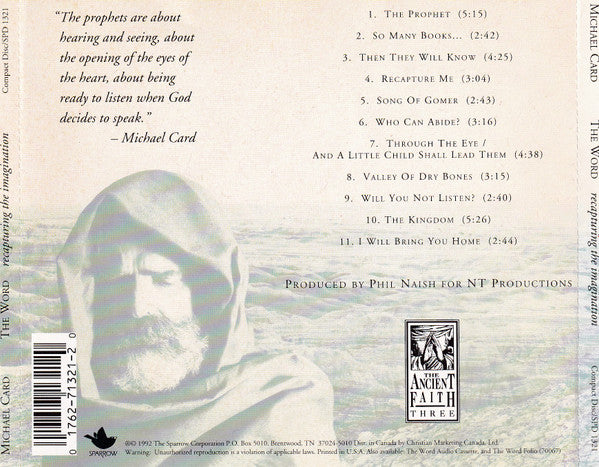 Compact Disc/SPD 1321
MICHAEL CARD THE WORD recapturing the imagination
“The prophets are about
hearing and seeing, about
the opening of the eyes of
the heart, about being
ready to listen when God
decides to speak.”
– Michael Card
1. THE PROPHET (5:15)
2. SO MANY BOOKS... (2:42)
3. THEN THEY WILL KNOW (4:25)
4. RECAPTURE ME (3:04)
5. SONG OF GOMER (2:43)
6. WHO CAN ABIDE? (3:16)
7. THROUGH THE EYE /
AND A LITTLE CHILD SHALL LEAD THEM (4:38)
8. VALLEY OF DRY BONES (3:15)
9. WILL YOU NOT LISTEN? (2:40)
10. THE KINGDOM (5:26)
11. I WILL BRING YOU HOME (2:44)
PRODUCED BY PHIL NAISH FOR NT PRODUCTIONS
THE
ANCIENT
FAITH
THREE
0 17627-1321-2 0
SPARROW
℗© 1992 The Sparrow Corporation P.O. Box 5010, Brentwood, TN 37024-5010 Distr. in Canada by Christian Marketing Canada, Ltd.
Warning: Unauthorized reproduction is a violation of applicable laws. Printed in U.S.A. Also available: The Word Audio Cassette, and The Word Folio (20067)
MICHAEL CARD THE WORD recapturing the imagination Compact Disc/SPD 1321